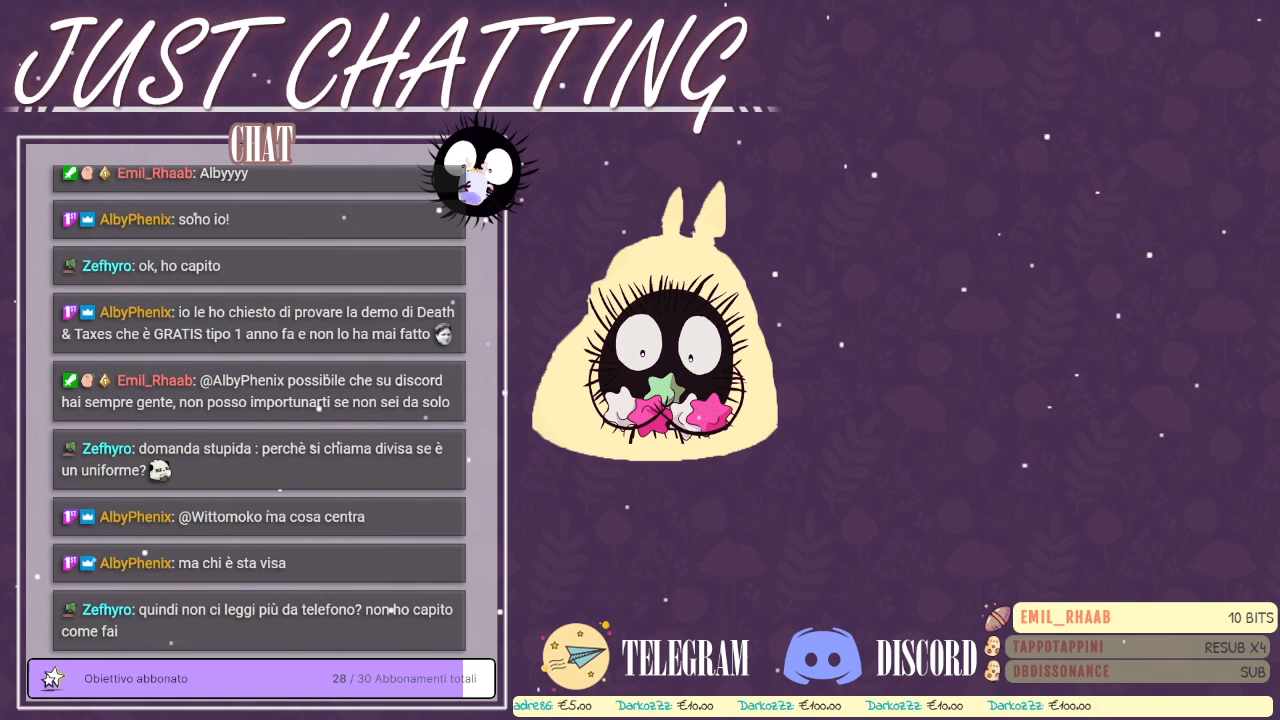 JUST CHATTING
CHAT
Emil_Rhaab: Albyyyy
1ST AlbyPhenix: sono io!
Zefhyro: ok, ho capito
1ST AlbyPhenix: io le ho chiesto di provare la demo di Death
& Taxes che è GRATIS tipo 1 anno fa e non lo ha mai fatto
Emil_Rhaab: @AlbyPhenix possibile che su discord
hai sempre gente, non posso importunarti se non sei da solo
Zefhyro: domanda stupida : perchè si chiama divisa se è
un uniforme?
1ST AlbyPhenix: @Wittomoko ma cosa centra
1ST AlbyPhenix: ma chi è sta visa
Zefhyro: quindi non ci leggi più da telefono? non ho capito
come fai
Obiettivo abbonato 28 / 30 Abbonamenti totali
TELEGRAM
DISCORD
EMIL_RHAAB 10 BITS
TAPPOTAPPINI RESUB X4
DBDISSONANCE SUB
adre86: €5.00 Darkozzz: €10.00 Darkozzz: €100.00 Darkozzz: €10.00 Darkozzz: €100.00